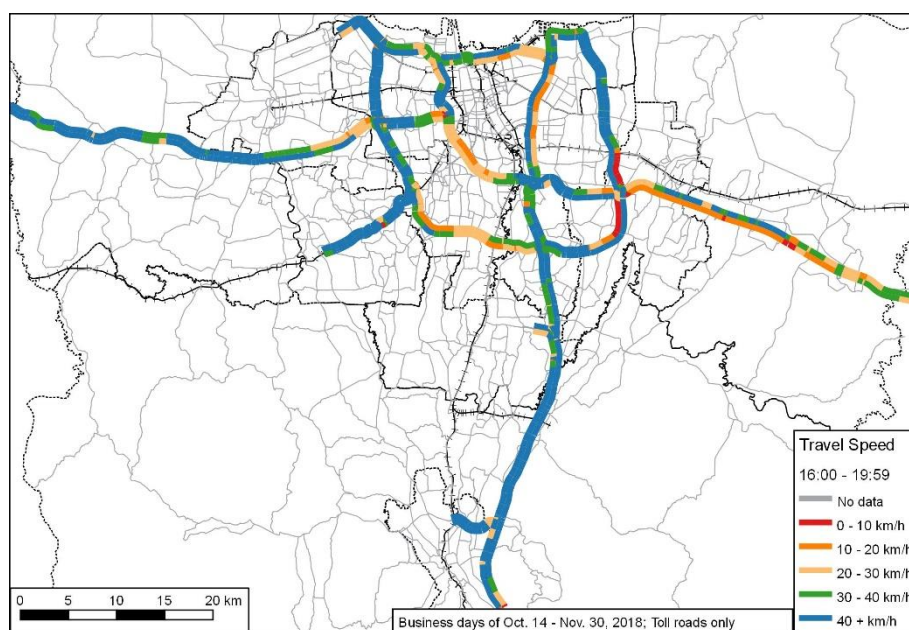 Travel Speed
16:00 - 19:59
No data
0 - 10 km/h
10 - 20 km/h
20 - 30 km/h
30 - 40 km/h
40 + km/h
0 5 10 15 20 km
Business days of Oct. 14 - Nov. 30, 2018; Toll roads only